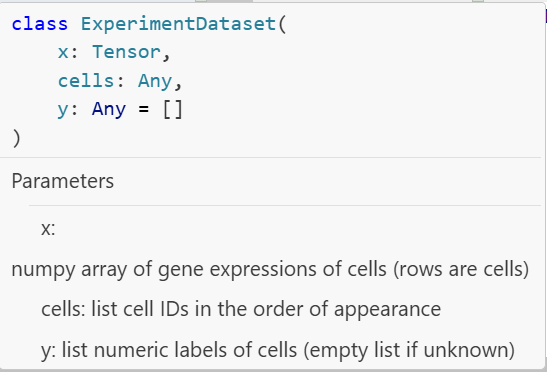 class ExperimentDataset(
    x: Tensor,
    cells: Any,
    y: Any = []
)
Parameters
x:
numpy array of gene expressions of cells (rows are cells)
cells: list cell IDs in the order of appearance
y: list numeric labels of cells (empty list if unknown)